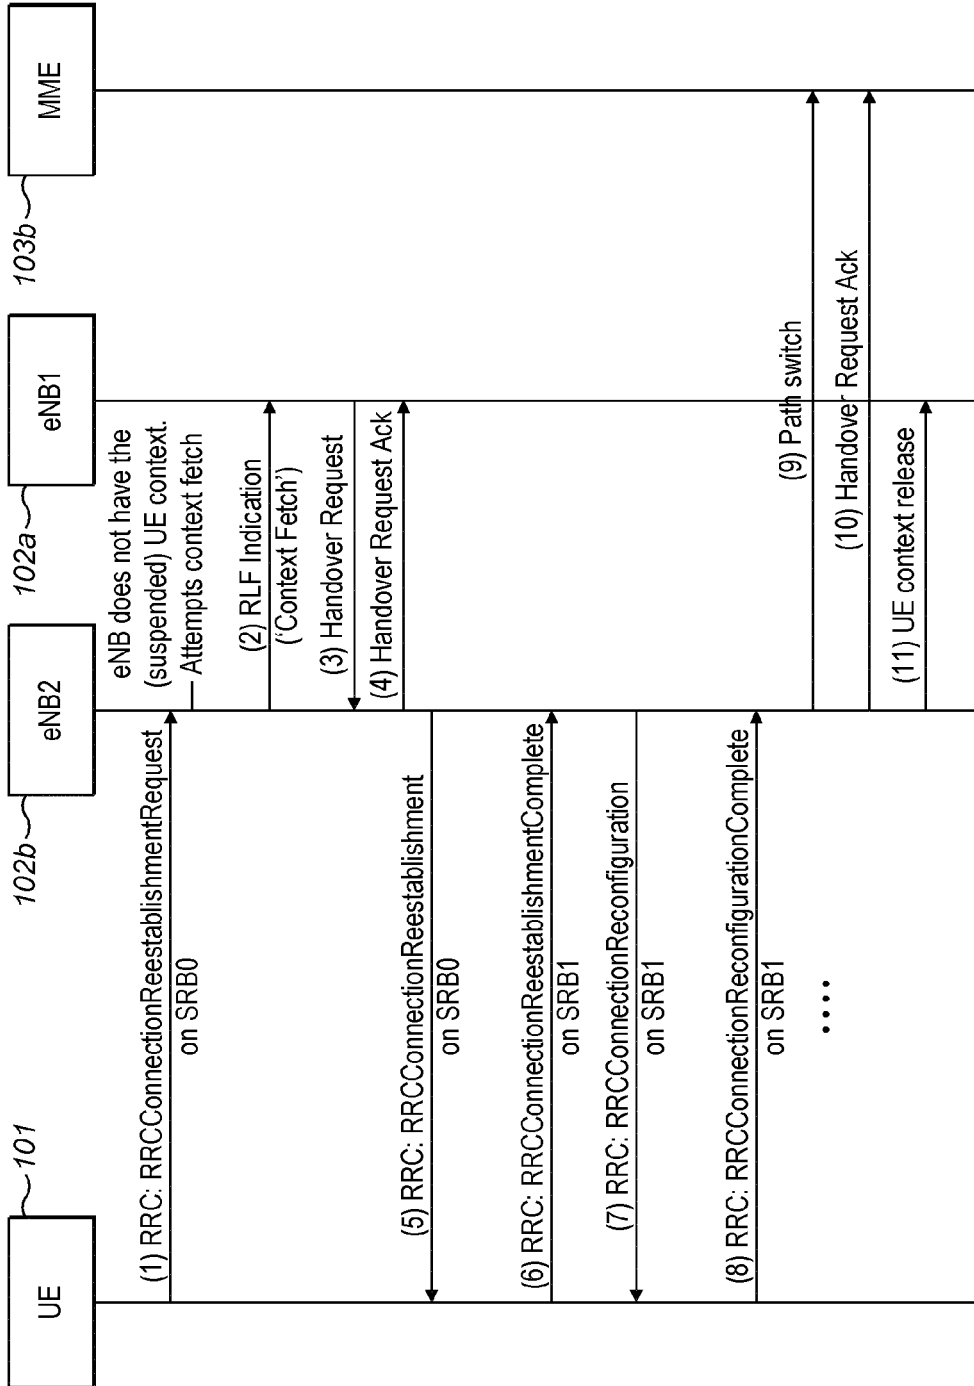 UE
101
eNB2
102b
eNB1
102a
MME
103b
(1) RRC: RRCConnectionReestablishmentRequest
on SRB0
eNB does not have the
(suspended) UE context.
Attempts context fetch
(2) RLF Indication
('Context Fetch')
(3) Handover Request
(4) Handover Request Ack
(5) RRC: RRCConnectionReestablishment
on SRB0
(6) RRC: RRCConnectionReestablishmentComplete
on SRB1
(7) RRC: RRCConnectionReconfiguration
on SRB1
(8) RRC: RRCConnectionReconfigurationComplete
on SRB1
....
(9) Path switch
(10) Handover Request Ack
(11) UE context release